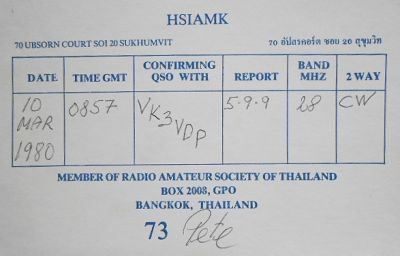 HSIAMK
70 UBSORN COURT SOI 20 SUKHUMVIT 70 อัปสรคอร์ต ซอย 20 สุขุมวิท
DATE TIME GMT CONFIRMING QSO WITH REPORT BAND MHZ 2 WAY
10 MAR 1980 0857 VK3VDP 5.9.9 28 CW
MEMBER OF RADIO AMATEUR SOCIETY OF THAILAND
BOX 2008, GPO
BANGKOK, THAILAND
73 Pete